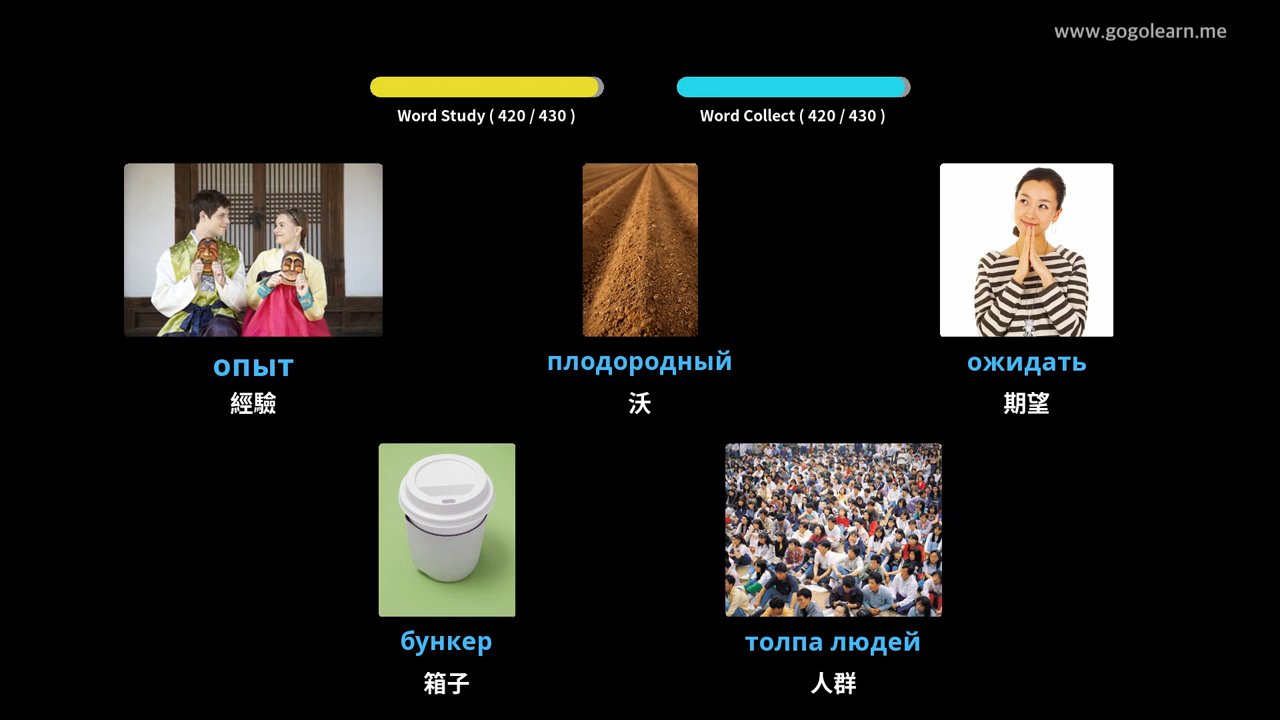 www.gogolearn.me
Word Study ( 420 / 430 )
Word Collect ( 420 / 430 )
опыт
經驗
плодородный
沃
ожидать
期望
бункер
箱子
толпа людей
人群